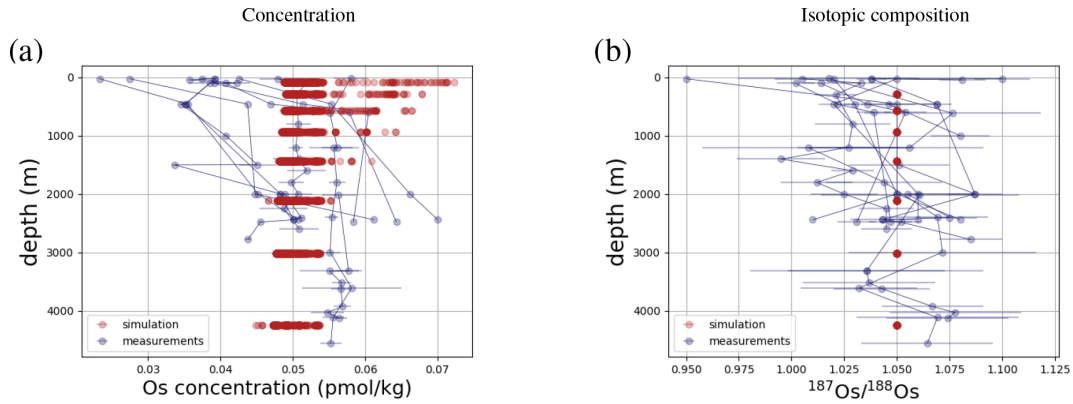 Concentration
Isotopic composition
(a)
(b)
0
1000
2000
3000
4000
depth (m)
simulation
measurements
0.03 0.04 0.05 0.06 0.07
Os concentration (pmol/kg)
0
1000
2000
3000
4000
depth (m)
simulation
measurements
0.950 0.975 1.000 1.025 1.050 1.075 1.100 1.125
¹⁸⁷Os/¹⁸⁸Os